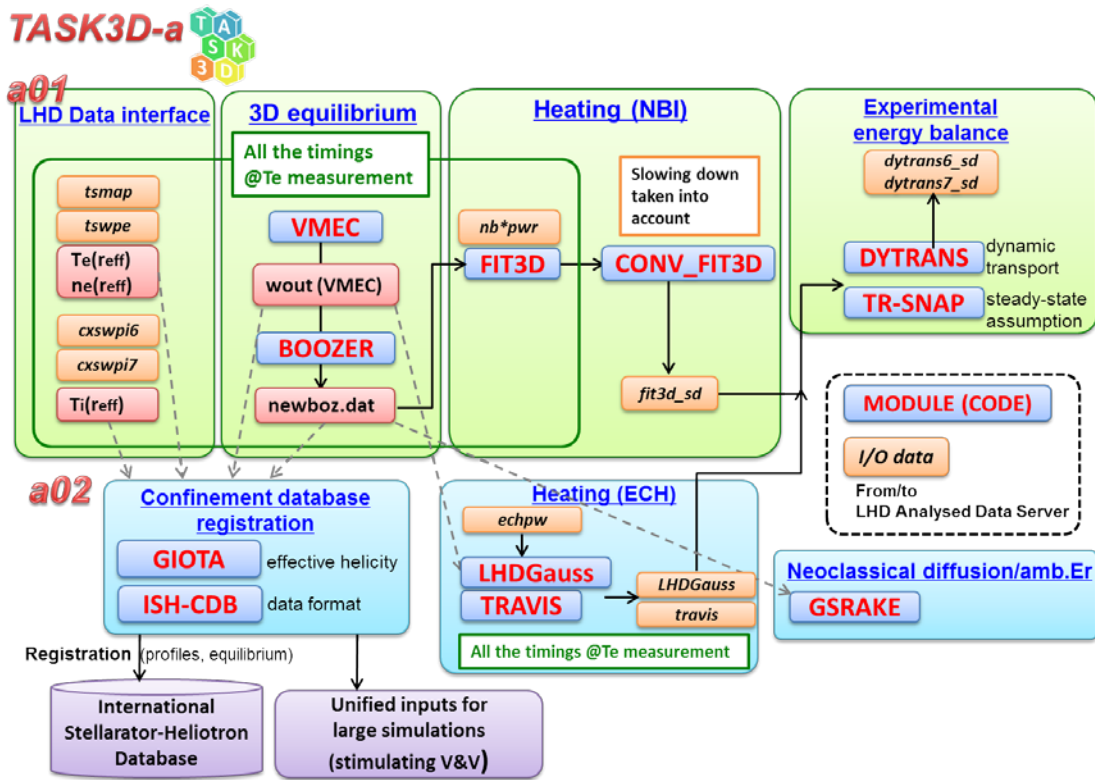 TASK3D-a
T A
S K
3 D
a01
LHD Data interface
tsmap
tswpe
Te(reff)
ne(reff)
cxswpi6
cxswpi7
Ti(reff)
3D equilibrium
All the timings
@Te measurement
VMEC
wout (VMEC)
BOOZER
newboz.dat
Heating (NBI)
Slowing down
taken into
account
nb*pwr
FIT3D
CONV_FIT3D
fit3d_sd
Experimental
energy balance
dytrans6_sd
dytrans7_sd
DYTRANS
dynamic
transport
TR-SNAP
steady-state
assumption
MODULE (CODE)
I/O data
From/to
LHD Analysed Data Server
a02
Confinement database
registration
GIOTA
effective helicity
ISH-CDB
data format
Registration (profiles, equilibrium)
International
Stellarator-Heliotron
Database
Unified inputs for
large simulations
(stimulating V&V)
Heating (ECH)
echpw
LHDGauss
TRAVIS
LHDGauss
travis
All the timings @Te measurement
Neoclassical diffusion/amb.Er
GSRAKE